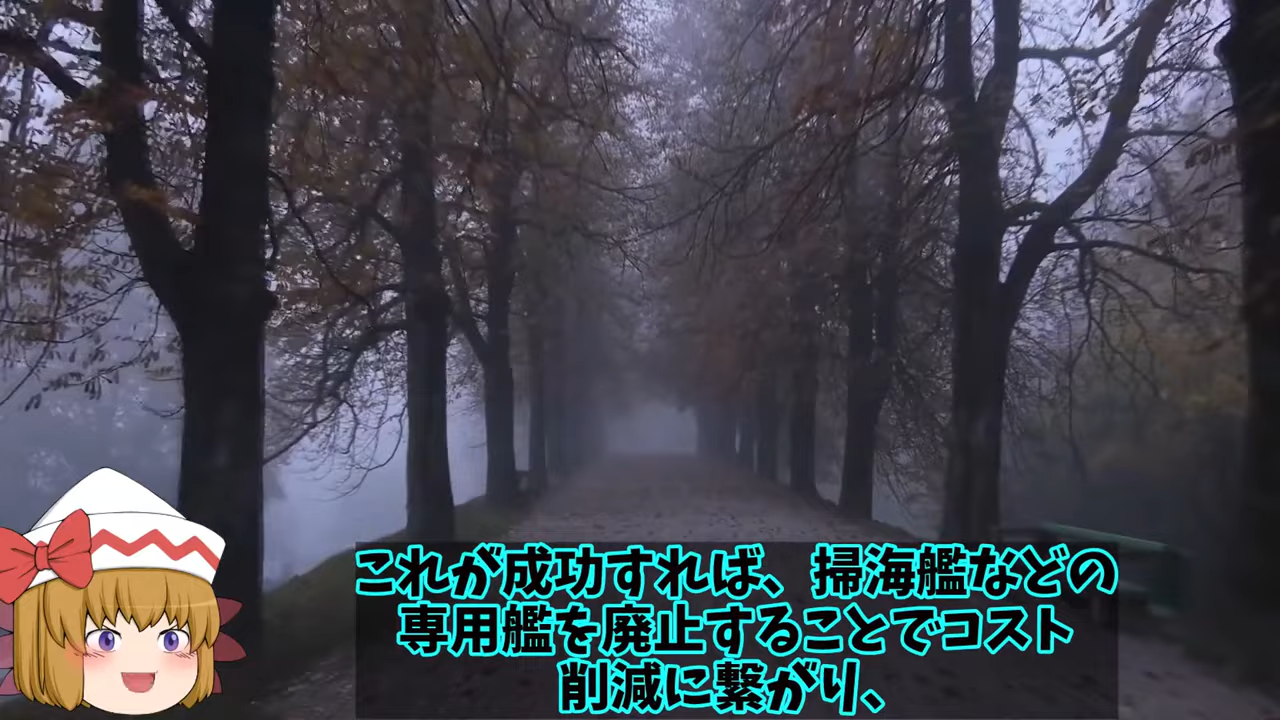 これが成功すれば、掃海艦などの
専用艦を廃止することでコスト
削減に繋がり、